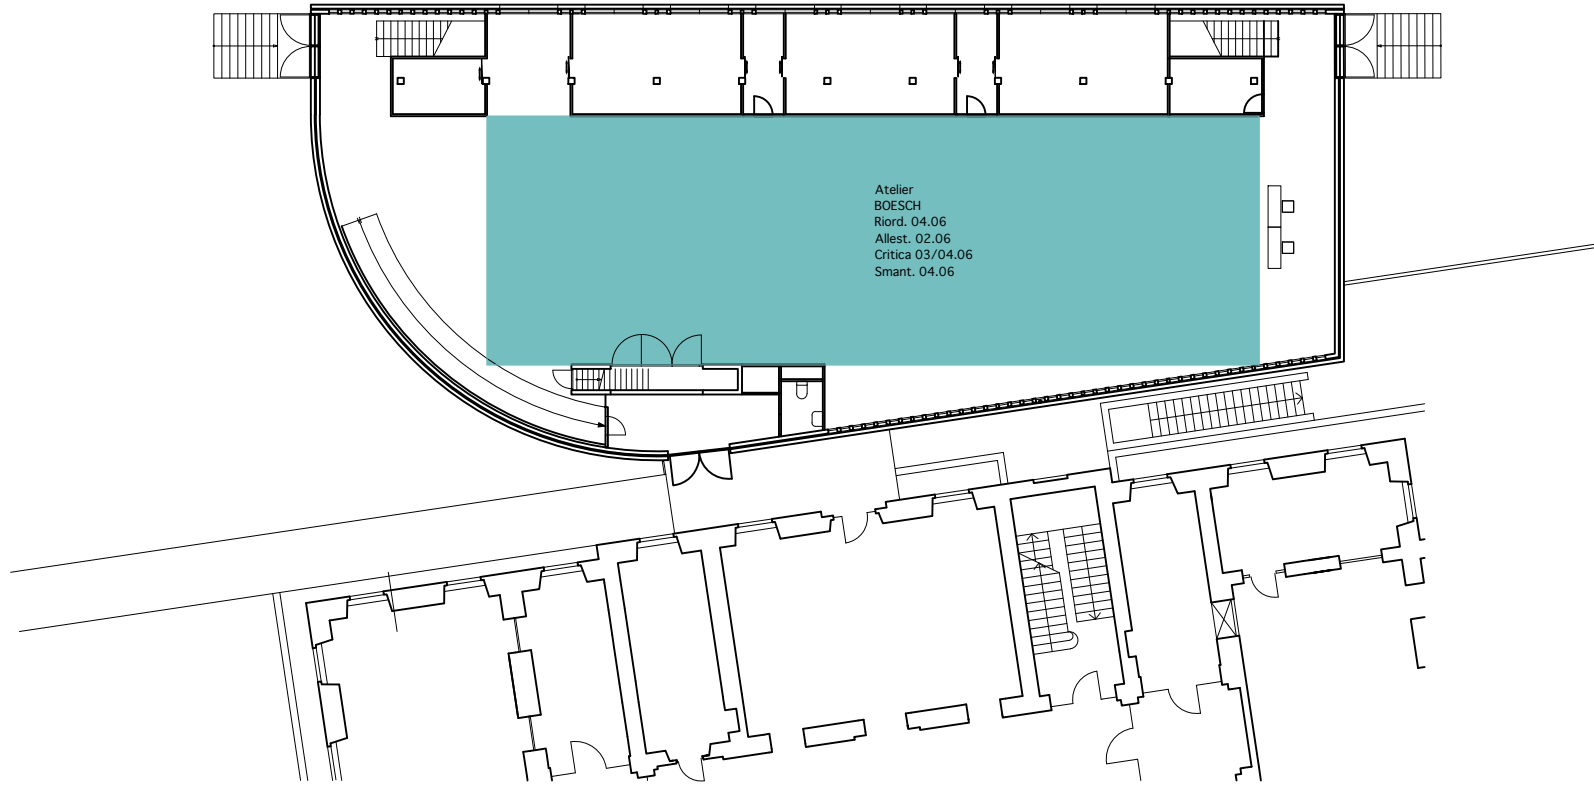 Atelier
BOESCH
Riord. 04.06
Allest. 02.06
Critica 03/04.06
Smant. 04.06